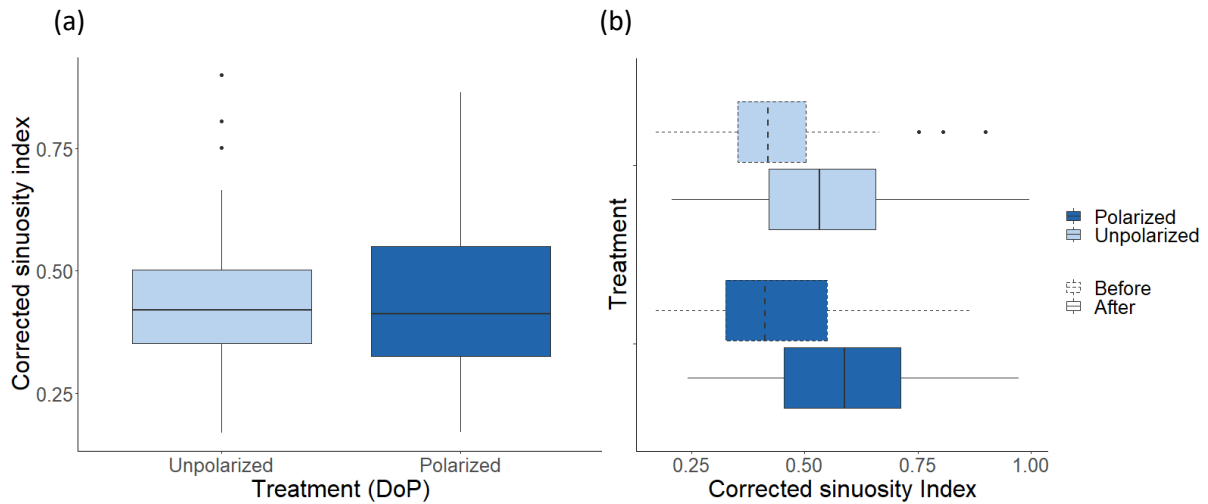 (a)
Corrected sinuosity index
0.75
0.50
0.25
Unpolarized Polarized
Treatment (DoP)
(b)
Treatment
0.25 0.50 0.75 1.00
Corrected sinuosity Index
Polarized
Unpolarized
Before
After